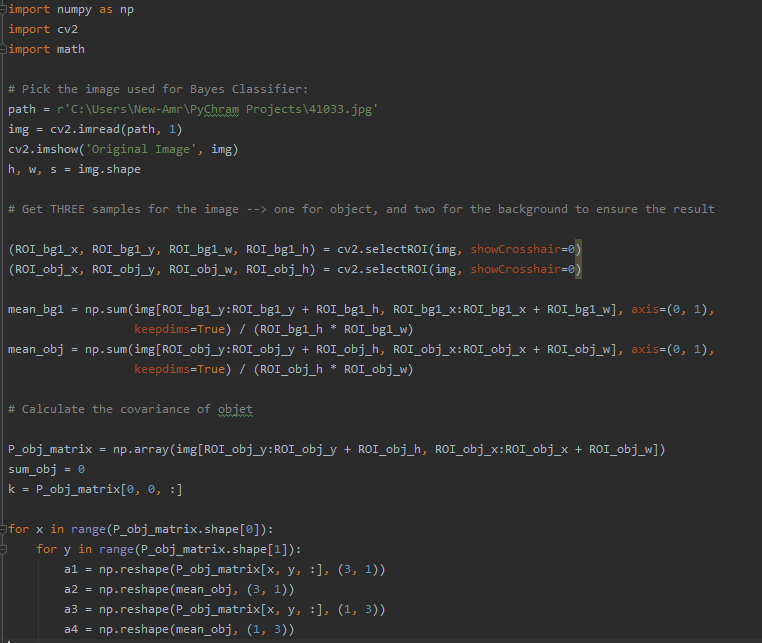 import numpy as np
import cv2
import math

# Pick the image used for Bayes Classifier:
path = r'C:\Users\New-Amr\PyChram Projects\41033.jpg'
img = cv2.imread(path, 1)
cv2.imshow('Original Image', img)
h, w, s = img.shape

# Get THREE samples for the image --> one for object, and two for the background to ensure the result

(ROI_bg1_x, ROI_bg1_y, ROI_bg1_w, ROI_bg1_h) = cv2.selectROI(img, showCrosshair=0)
(ROI_obj_x, ROI_obj_y, ROI_obj_w, ROI_obj_h) = cv2.selectROI(img, showCrosshair=0)

mean_bg1 = np.sum(img[ROI_bg1_y:ROI_bg1_y + ROI_bg1_h, ROI_bg1_x:ROI_bg1_x + ROI_bg1_w], axis=(0, 1),
                  keepdims=True) / (ROI_bg1_h * ROI_bg1_w)
mean_obj = np.sum(img[ROI_obj_y:ROI_obj_y + ROI_obj_h, ROI_obj_x:ROI_obj_x + ROI_obj_w], axis=(0, 1),
                  keepdims=True) / (ROI_obj_h * ROI_obj_w)

# Calculate the covariance of objet

P_obj_matrix = np.array(img[ROI_obj_y:ROI_obj_y + ROI_obj_h, ROI_obj_x:ROI_obj_x + ROI_obj_w])
sum_obj = 0
k = P_obj_matrix[0, 0, :]

for x in range(P_obj_matrix.shape[0]):
    for y in range(P_obj_matrix.shape[1]):
        a1 = np.reshape(P_obj_matrix[x, y, :], (3, 1))
        a2 = np.reshape(mean_obj, (3, 1))
        a3 = np.reshape(P_obj_matrix[x, y, :], (1, 3))
        a4 = np.reshape(mean_obj, (1, 3))